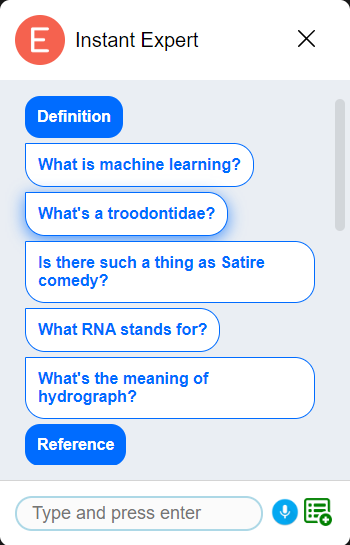 E Instant Expert
Definition
What is machine learning?
What's a troodontidae?
Is there such a thing as Satire
comedy?
What RNA stands for?
What's the meaning of
hydrograph?
Reference
Type and press enter